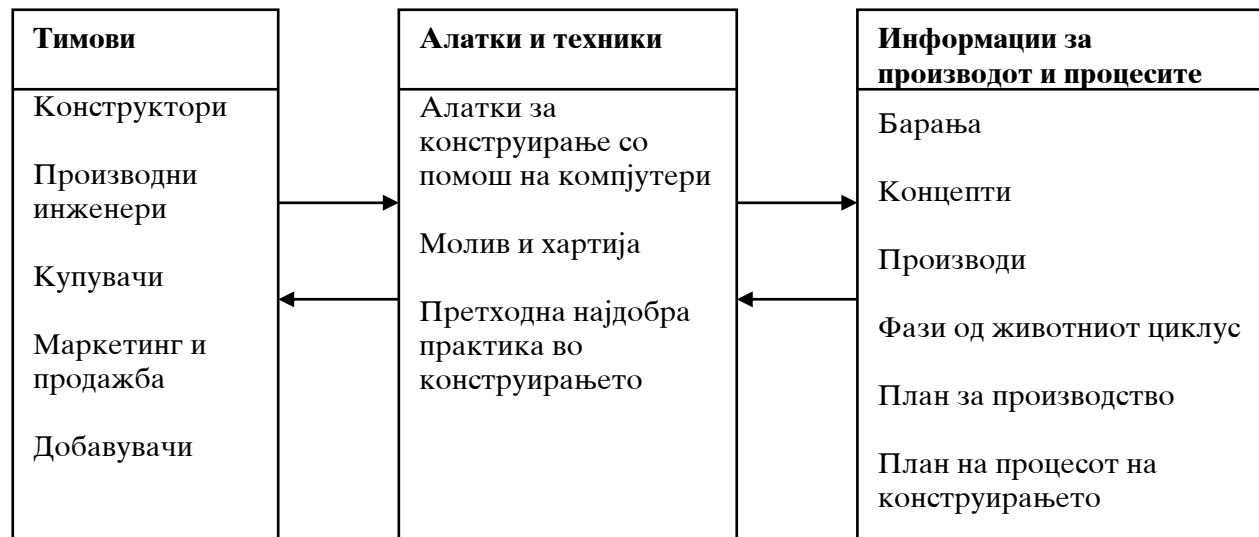 Тимови
Конструктори
Производни
инженери
Купувачи
Маркетинг и
продажба
Добавувачи
Алатки и техники
Алатки за
конструирање со
помош на компјутери
Молив и хартија
Претходна најдобра
практика во
конструирањето
Информации за
производот и процесите
Барања
Концепти
Производи
Фази од животниот циклус
План за производство
План на процесот на
конструирањето